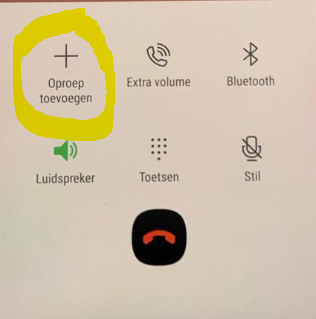 Oproep
toevoegen
Extra volume
Bluetooth
Luidspreker
Toetsen
Stil